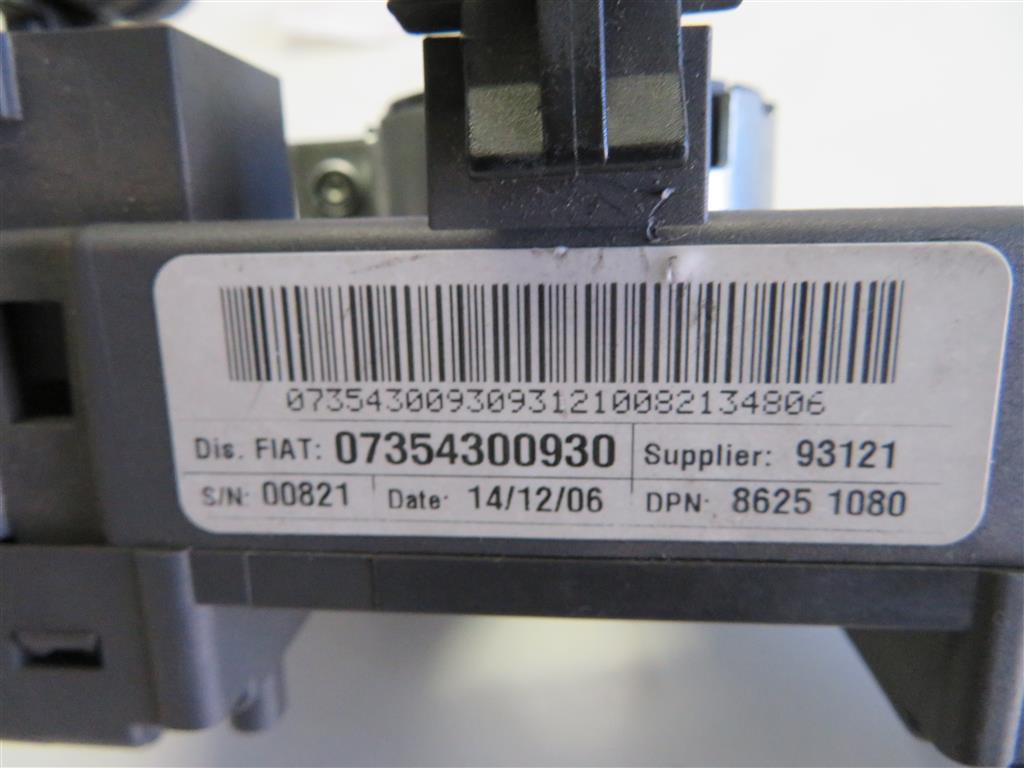 07354300930931210082134806
Dis. FIAT: 07354300930 Supplier: 93121
S/N: 00821 Date: 14/12/06 DPN: 8625 1080